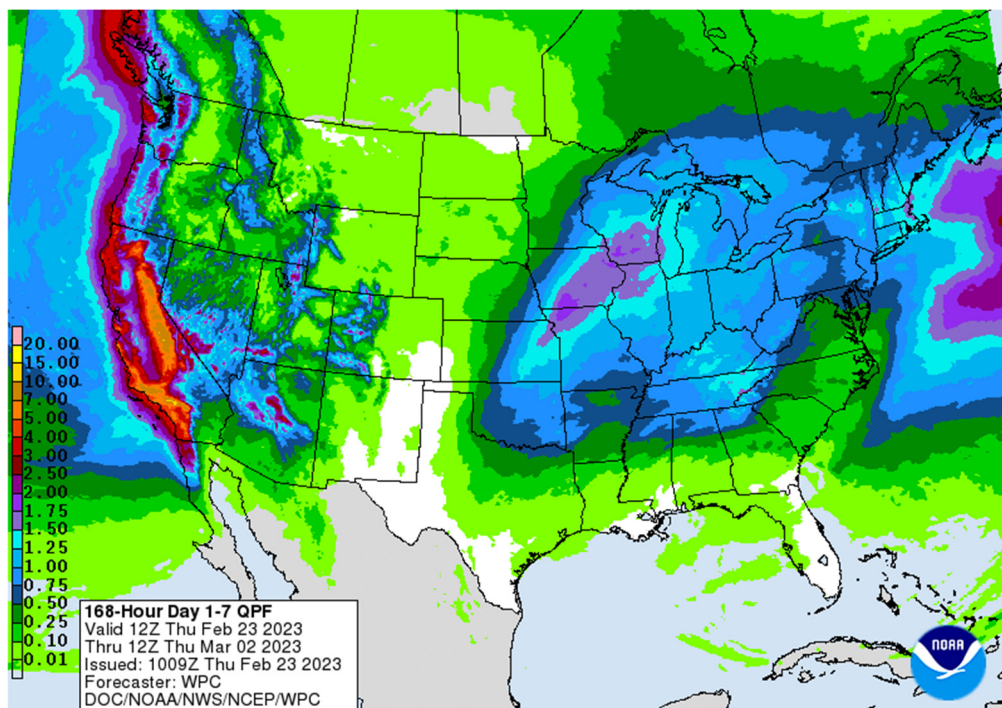 20.00
15.00
10.00
7.00
5.00
4.00
3.00
2.50
2.00
1.75
1.50
1.25
1.00
0.75
0.50
0.25
0.10
0.01
168-Hour Day 1-7 QPF
Valid 12Z Thu Feb 23 2023
Thru 12Z Thu Mar 02 2023
Issued: 1009Z Thu Feb 23 2023
Forecaster: WPC
DOC/NOAA/NWS/NCEP/WPC
NOAA